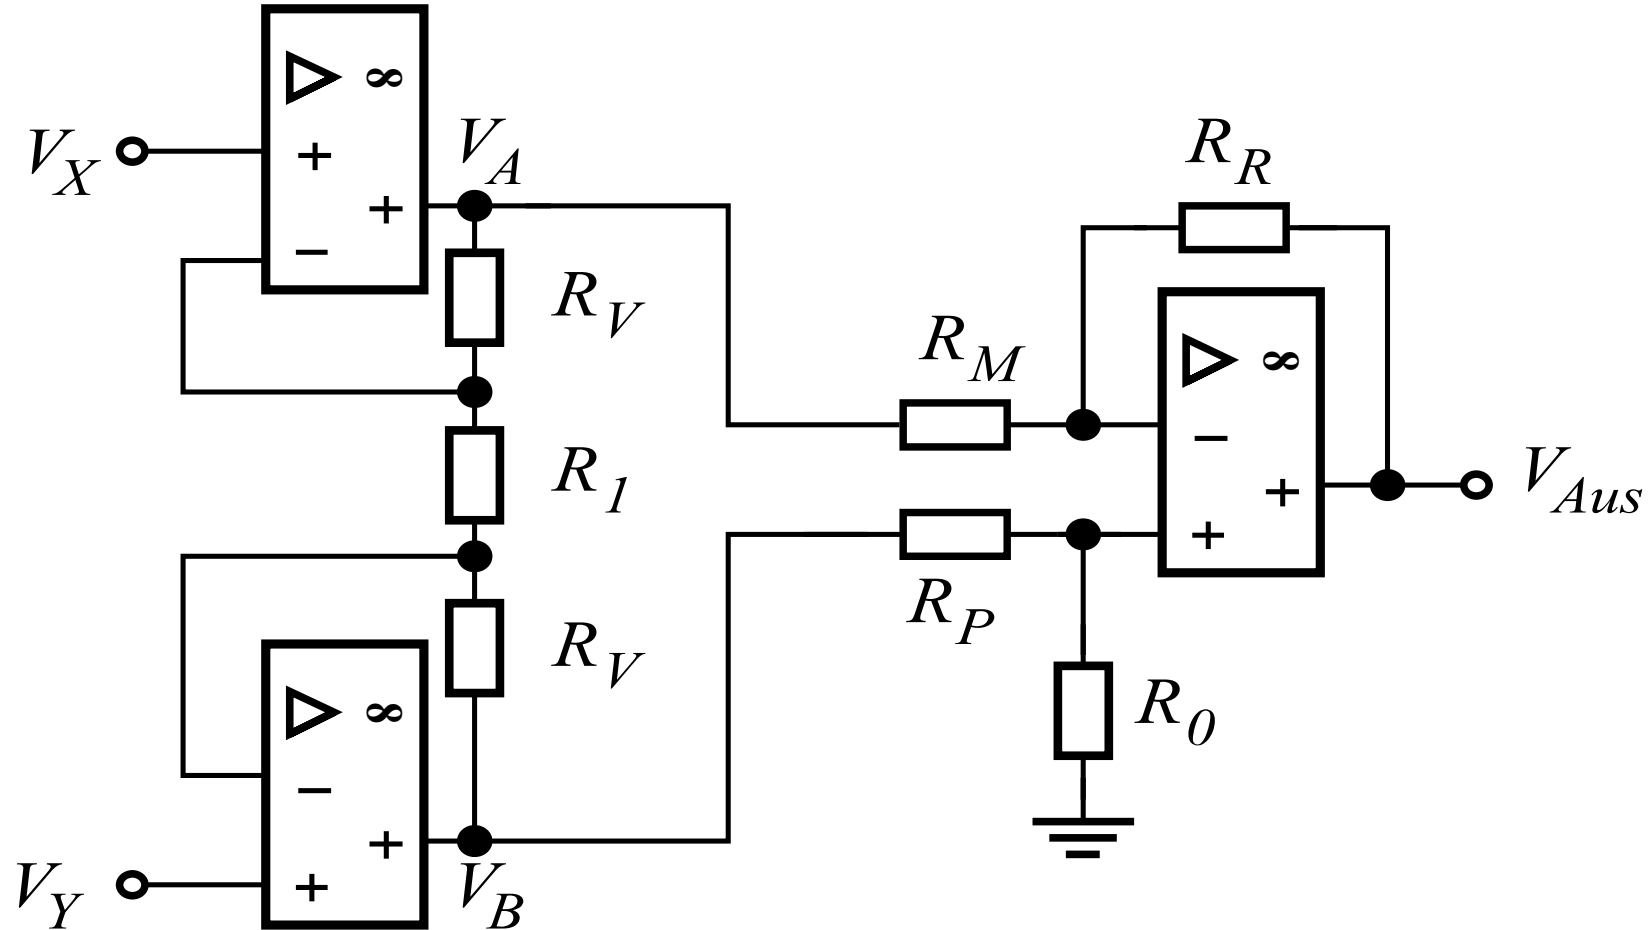 ∞
V_X
+
V_A
+
−
R_V
R_R
R_M
∞
R_1
−
+
V_Aus
+
R_P
R_V
∞
R_0
−
+
V_Y
+
V_B